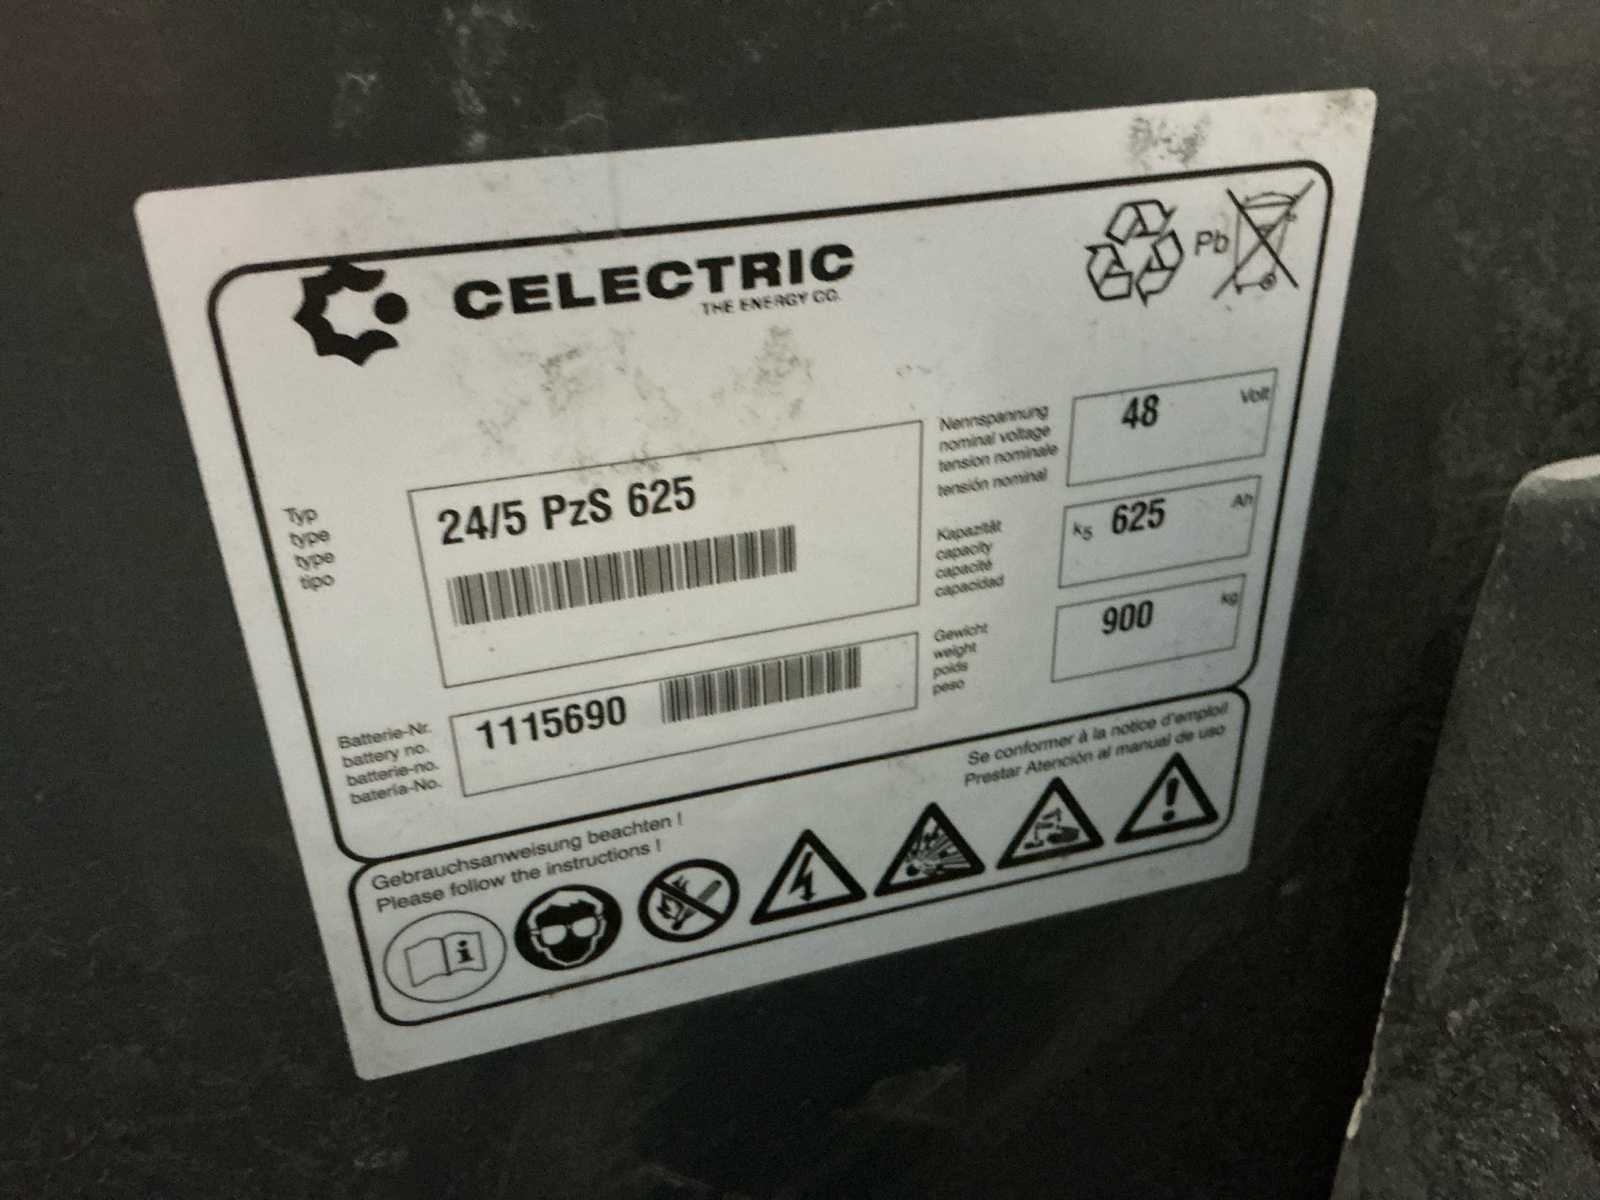 CELECTRIC
THE ENERGY CO.
Pb
Typ
type
type
tipo
24/5 PzS 625
Nennspannung
nominal voltage
tension nominale
tensión nominal
48 Volt
Kapazität
capacity
capacité
capacidad
k5 625 Ah
Gewicht
weight
poids
peso
900 kg
Batterie-Nr.
battery no.
batterie-no.
batería-No.
1115690
Gebrauchsanweisung beachten !
Please follow the instructions !
Se conformer à la notice d'emploi!
Prestar Atención al manual de uso
i